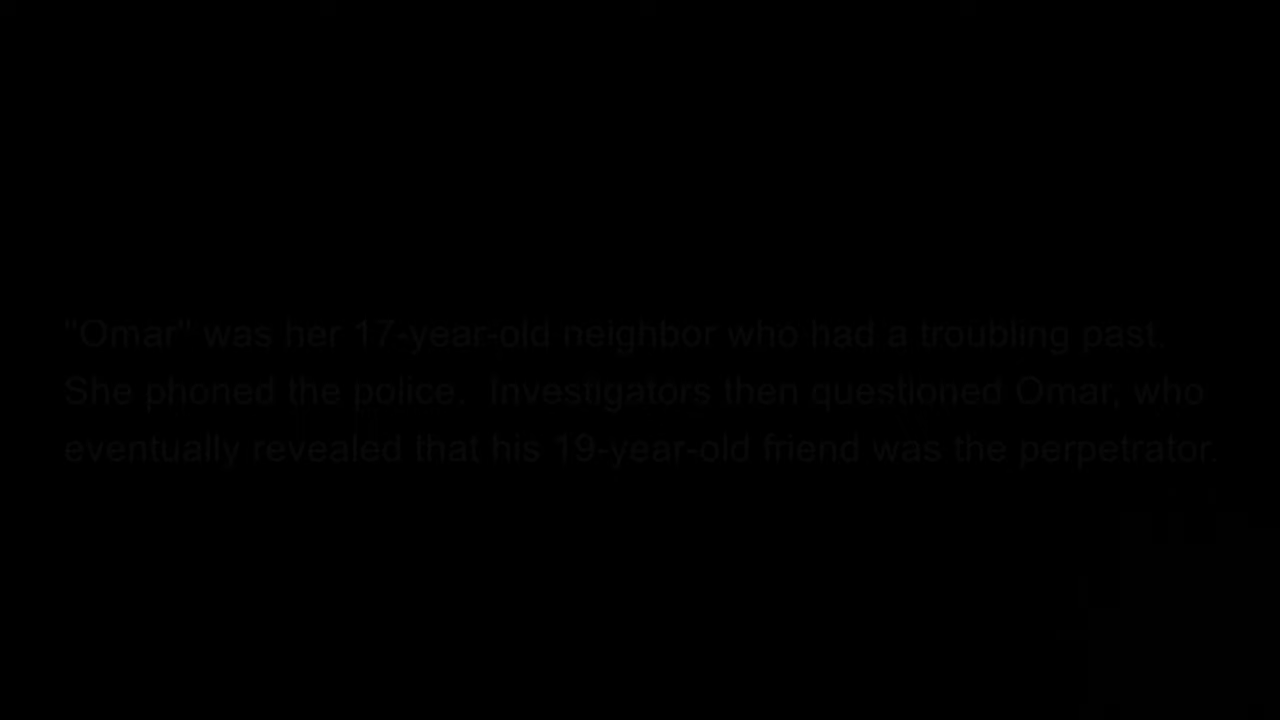 "Omar" was her 17-year-old neighbor who had a troubling past.
She phoned the police.  Investigators then questioned Omar, who
eventually revealed that his 19-year-old friend was the perpetrator.